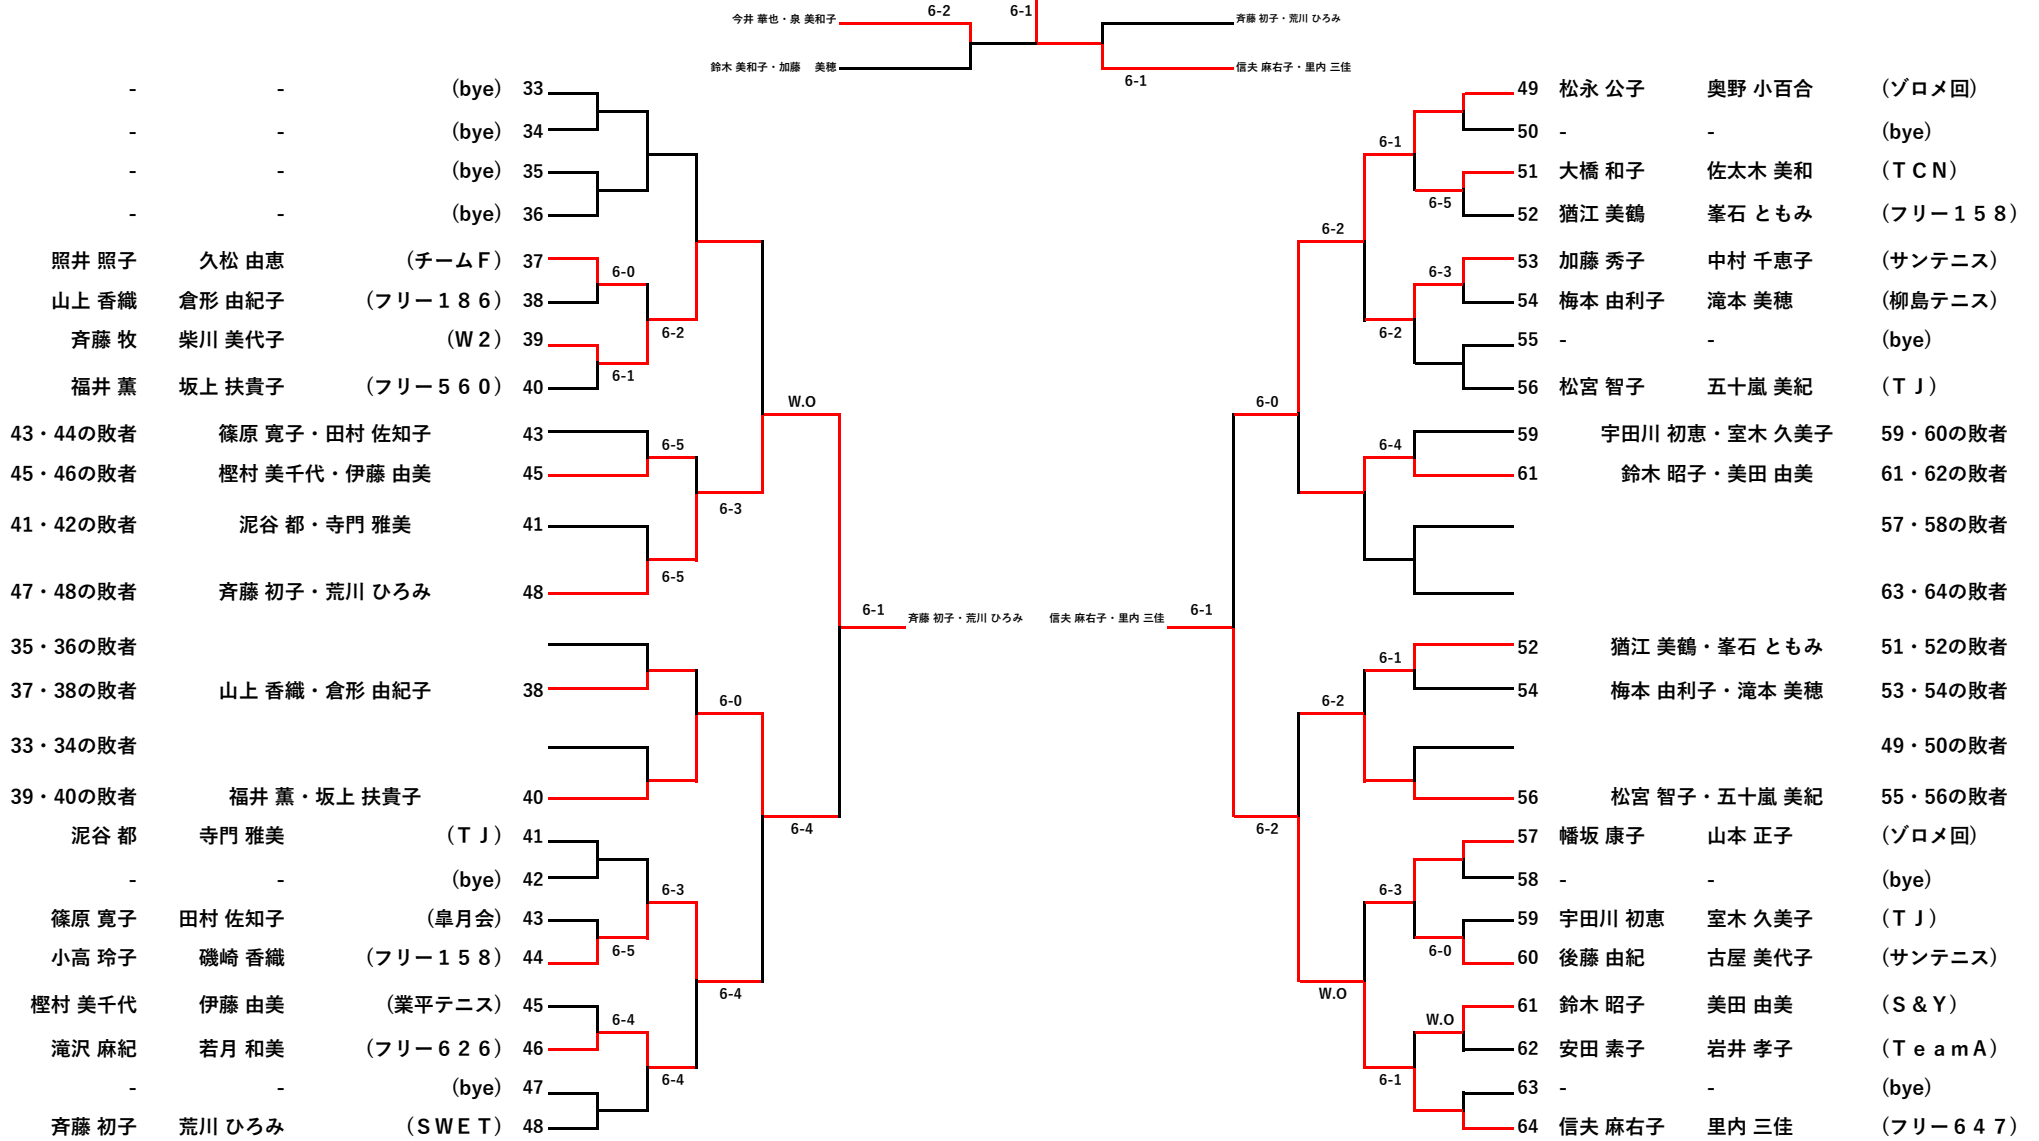 今井 華也・泉 美和子 6-2 6-1 斉藤 初子・荒川 ひろみ
鈴木 美和子・加藤　美穂 6-1 信夫 麻右子・里内 三佳
- - (bye) 33
- - (bye) 34
- - (bye) 35
- - (bye) 36
照井 照子 久松 由恵 (チームＦ) 37
6-0
山上 香織 倉形 由紀子 (フリー１８６) 38
6-2
斉藤 牧 柴川 美代子 (Ｗ２) 39
6-1
福井 薫 坂上 扶貴子 (フリー５６０) 40
W.O
43・44の敗者 篠原 寛子・田村 佐知子 43
6-5
45・46の敗者 樫村 美千代・伊藤 由美 45
6-3
41・42の敗者 泥谷 都・寺門 雅美 41
6-5
47・48の敗者 斉藤 初子・荒川 ひろみ 48
6-1 斉藤 初子・荒川 ひろみ
35・36の敗者
37・38の敗者 山上 香織・倉形 由紀子 38
6-0
33・34の敗者
39・40の敗者 福井 薫・坂上 扶貴子 40
6-4
泥谷 都 寺門 雅美 (ＴＪ) 41
- - (bye) 42
6-3
篠原 寛子 田村 佐知子 (皐月会) 43
6-5
小高 玲子 磯崎 香織 (フリー１５８) 44
6-4
樫村 美千代 伊藤 由美 (業平テニス) 45
6-4
滝沢 麻紀 若月 和美 (フリー６２６) 46
6-4
- - (bye) 47
斉藤 初子 荒川 ひろみ (ＳＷＥＴ) 48
49 松永 公子 奥野 小百合 (ゾロメ回)
50 - - (bye)
6-1
51 大橋 和子 佐太木 美和 (ＴＣＮ)
6-5
52 猶江 美鶴 峯石 ともみ (フリー１５８)
6-2
53 加藤 秀子 中村 千恵子 (サンテニス)
6-3
54 梅本 由利子 滝本 美穂 (柳島テニス)
6-2
55 - - (bye)
56 松宮 智子 五十嵐 美紀 (ＴＪ)
6-0
59 宇田川 初恵・室木 久美子 59・60の敗者
6-4
61 鈴木 昭子・美田 由美 61・62の敗者
57・58の敗者
63・64の敗者
信夫 麻右子・里内 三佳 6-1
52 猶江 美鶴・峯石 ともみ 51・52の敗者
6-1
54 梅本 由利子・滝本 美穂 53・54の敗者
6-2
49・50の敗者
56 松宮 智子・五十嵐 美紀 55・56の敗者
6-2
57 幡坂 康子 山本 正子 (ゾロメ回)
58 - - (bye)
6-3
59 宇田川 初恵 室木 久美子 (ＴＪ)
6-0
60 後藤 由紀 古屋 美代子 (サンテニス)
W.O
61 鈴木 昭子 美田 由美 (Ｓ＆Ｙ)
W.O
62 安田 素子 岩井 孝子 (ＴｅａｍＡ)
6-1
63 - - (bye)
64 信夫 麻右子 里内 三佳 (フリー６４７)